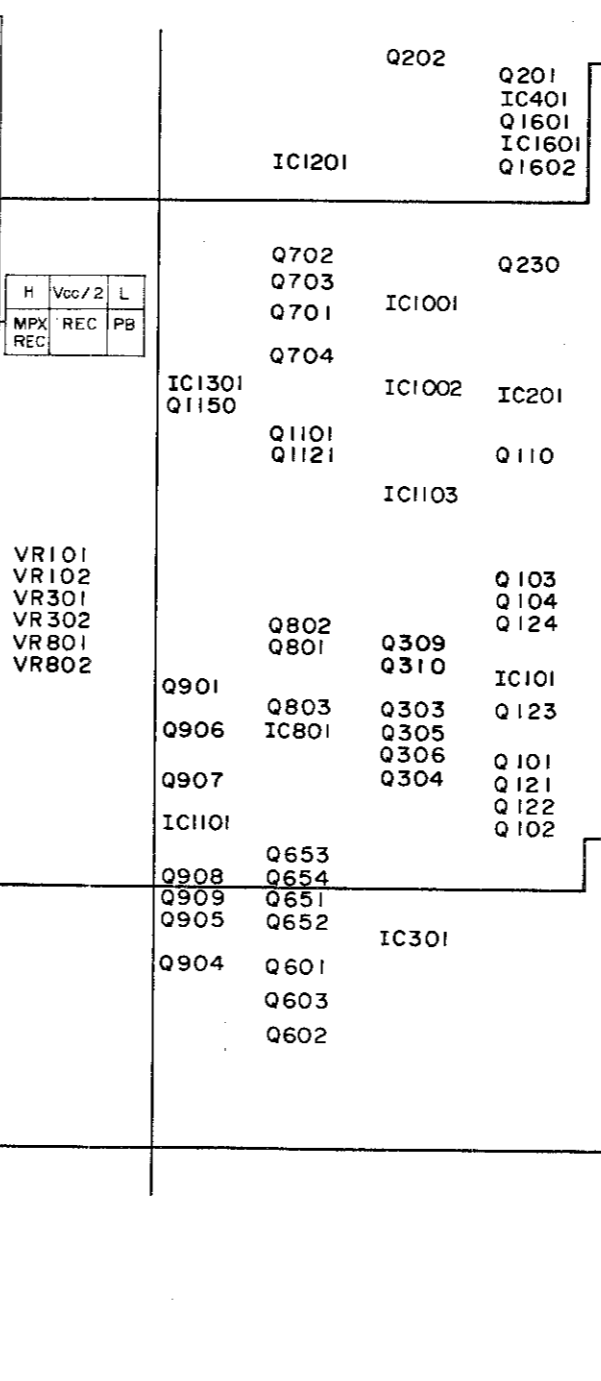 Q202
Q201
IC401
Q1601
IC1601
Q1602
IC1201
H Vcc/2 L
MPX REC REC PB
Q702
Q703
Q701
Q704
Q230
IC1001
IC1301
Q1150
IC1002
IC201
Q1101
Q1121
Q110
IC1103
VR101
VR102
VR301
VR302
VR801
VR802
Q901
Q906
Q907
IC1101
Q908
Q909
Q905
Q904
Q802
Q801
Q803
IC801
Q653
Q654
Q651
Q652
Q601
Q603
Q602
Q309
Q310
Q303
Q305
Q306
Q304
IC301
Q103
Q104
Q124
IC101
Q123
Q101
Q121
Q122
Q102